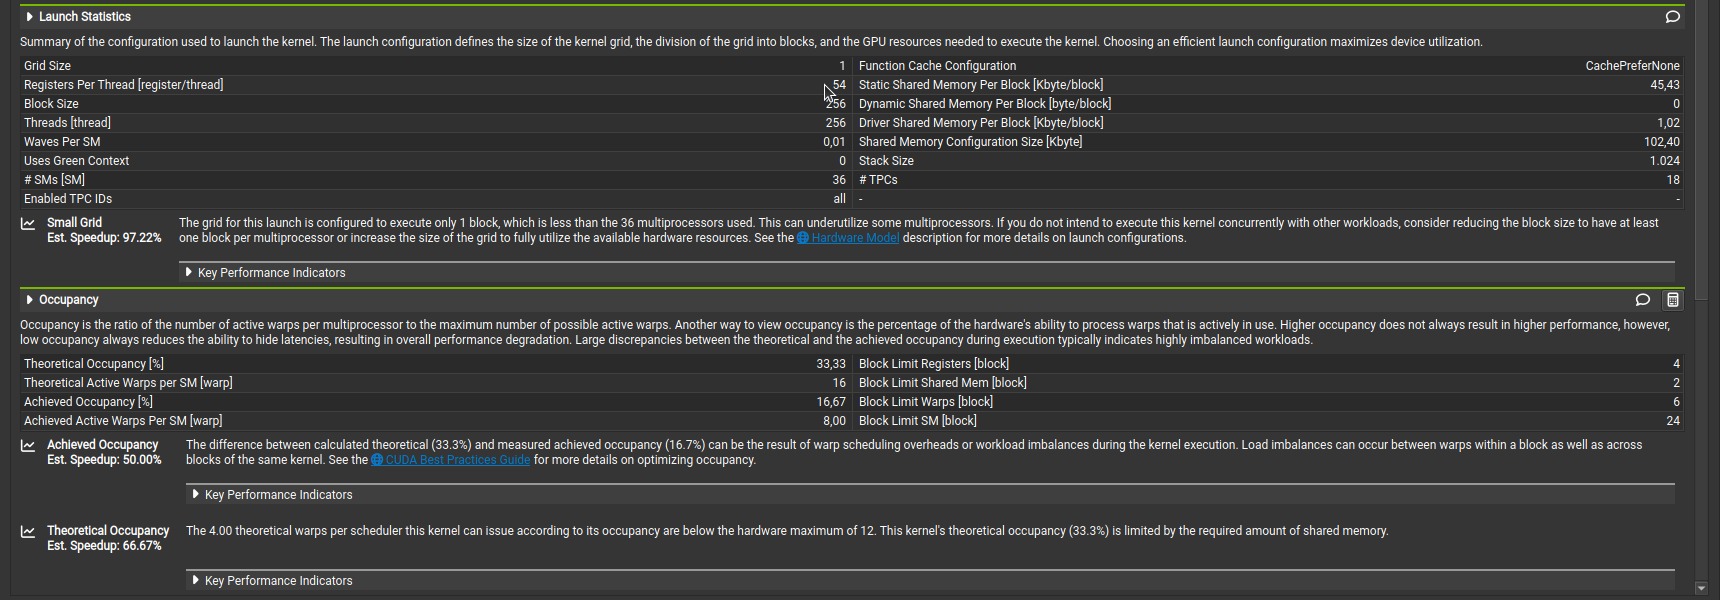 Launch Statistics
Summary of the configuration used to launch the kernel. The launch configuration defines the size of the kernel grid, the division of the grid into blocks, and the GPU resources needed to execute the kernel. Choosing an efficient launch configuration maximizes device utilization.
Grid Size 1 Function Cache Configuration CachePreferNone
Registers Per Thread [register/thread] 54 Static Shared Memory Per Block [Kbyte/block] 45,43
Block Size 256 Dynamic Shared Memory Per Block [byte/block] 0
Threads [thread] 256 Driver Shared Memory Per Block [Kbyte/block] 1,02
Waves Per SM 0,01 Shared Memory Configuration Size [Kbyte] 102,40
Uses Green Context 0 Stack Size 1.024
# SMs [SM] 36 # TPCs 18
Enabled TPC IDs all - -
Small Grid
Est. Speedup: 97.22%
The grid for this launch is configured to execute only 1 block, which is less than the 36 multiprocessors used. This can underutilize some multiprocessors. If you do not intend to execute this kernel concurrently with other workloads, consider reducing the block size to have at least
one block per multiprocessor or increase the size of the grid to fully utilize the available hardware resources. See the Hardware Model description for more details on launch configurations.
Key Performance Indicators
Occupancy
Occupancy is the ratio of the number of active warps per multiprocessor to the maximum number of possible active warps. Another way to view occupancy is the percentage of the hardware's ability to process warps that is actively in use. Higher occupancy does not always result in higher performance, however,
low occupancy always reduces the ability to hide latencies, resulting in overall performance degradation. Large discrepancies between the theoretical and the achieved occupancy during execution typically indicates highly imbalanced workloads.
Theoretical Occupancy [%] 33,33 Block Limit Registers [block] 4
Theoretical Active Warps per SM [warp] 16 Block Limit Shared Mem [block] 2
Achieved Occupancy [%] 16,67 Block Limit Warps [block] 6
Achieved Active Warps Per SM [warp] 8,00 Block Limit SM [block] 24
Achieved Occupancy
Est. Speedup: 50.00%
The difference between calculated theoretical (33.3%) and measured achieved occupancy (16.7%) can be the result of warp scheduling overheads or workload imbalances during the kernel execution. Load imbalances can occur between warps within a block as well as across
blocks of the same kernel. See the CUDA Best Practices Guide for more details on optimizing occupancy.
Key Performance Indicators
Theoretical Occupancy
Est. Speedup: 66.67%
The 4.00 theoretical warps per scheduler this kernel can issue according to its occupancy are below the hardware maximum of 12. This kernel's theoretical occupancy (33.3%) is limited by the required amount of shared memory.
Key Performance Indicators